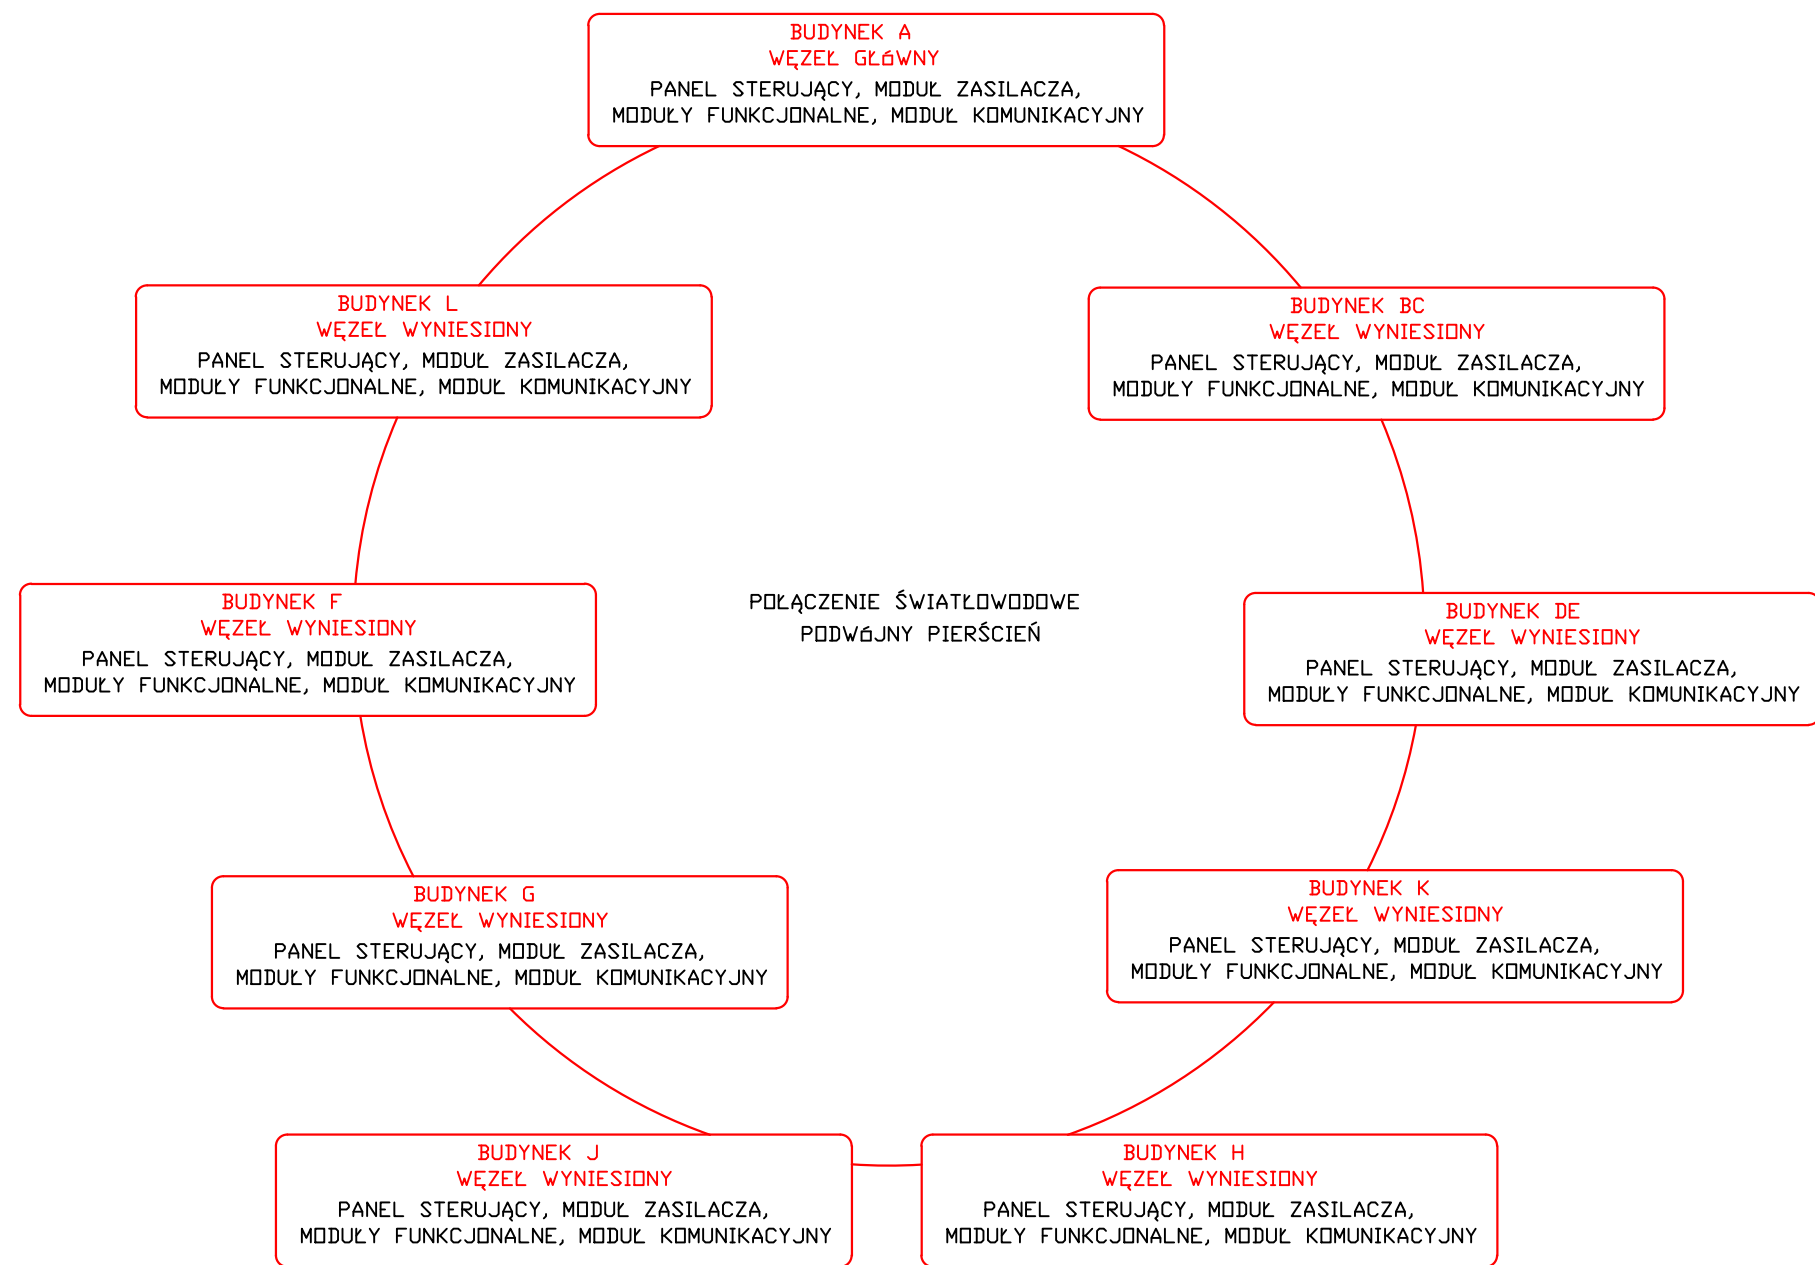 BUDYNEK A
WĘZEŁ GŁÓWNY
PANEL STERUJĄCY, MODUŁ ZASILACZA,
MODUŁY FUNKCJONALNE, MODUŁ KOMUNIKACYJNY
BUDYNEK L
WĘZEŁ WYNIESIONY
PANEL STERUJĄCY, MODUŁ ZASILACZA,
MODUŁY FUNKCJONALNE, MODUŁ KOMUNIKACYJNY
BUDYNEK BC
WĘZEŁ WYNIESIONY
PANEL STERUJĄCY, MODUŁ ZASILACZA,
MODUŁY FUNKCJONALNE, MODUŁ KOMUNIKACYJNY
BUDYNEK F
WĘZEŁ WYNIESIONY
PANEL STERUJĄCY, MODUŁ ZASILACZA,
MODUŁY FUNKCJONALNE, MODUŁ KOMUNIKACYJNY
POŁĄCZENIE ŚWIATŁOWODOWE
PODWÓJNY PIERŚCIEŃ
BUDYNEK DE
WĘZEŁ WYNIESIONY
PANEL STERUJĄCY, MODUŁ ZASILACZA,
MODUŁY FUNKCJONALNE, MODUŁ KOMUNIKACYJNY
BUDYNEK G
WĘZEŁ WYNIESIONY
PANEL STERUJĄCY, MODUŁ ZASILACZA,
MODUŁY FUNKCJONALNE, MODUŁ KOMUNIKACYJNY
BUDYNEK K
WĘZEŁ WYNIESIONY
PANEL STERUJĄCY, MODUŁ ZASILACZA,
MODUŁY FUNKCJONALNE, MODUŁ KOMUNIKACYJNY
BUDYNEK J
WĘZEŁ WYNIESIONY
PANEL STERUJĄCY, MODUŁ ZASILACZA,
MODUŁY FUNKCJONALNE, MODUŁ KOMUNIKACYJNY
BUDYNEK H
WĘZEŁ WYNIESIONY
PANEL STERUJĄCY, MODUŁ ZASILACZA,
MODUŁY FUNKCJONALNE, MODUŁ KOMUNIKACYJNY